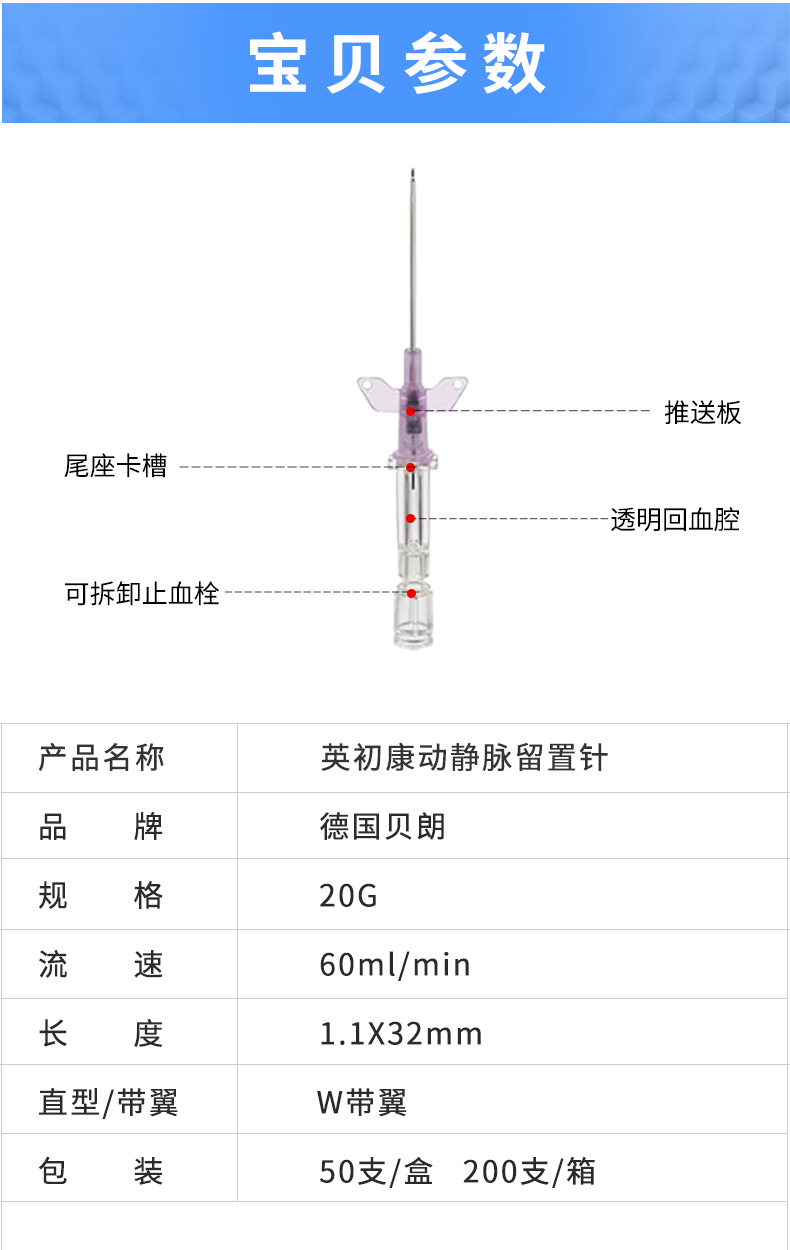 宝贝参数
推送板
尾座卡槽
透明回血腔
可拆卸止血栓
产品名称 英初康动静脉留置针
品 牌 德国贝朗
规 格 20G
流 速 60ml/min
长 度 1.1X32mm
直型/带翼 W带翼
包 装 50支/盒 200支/箱